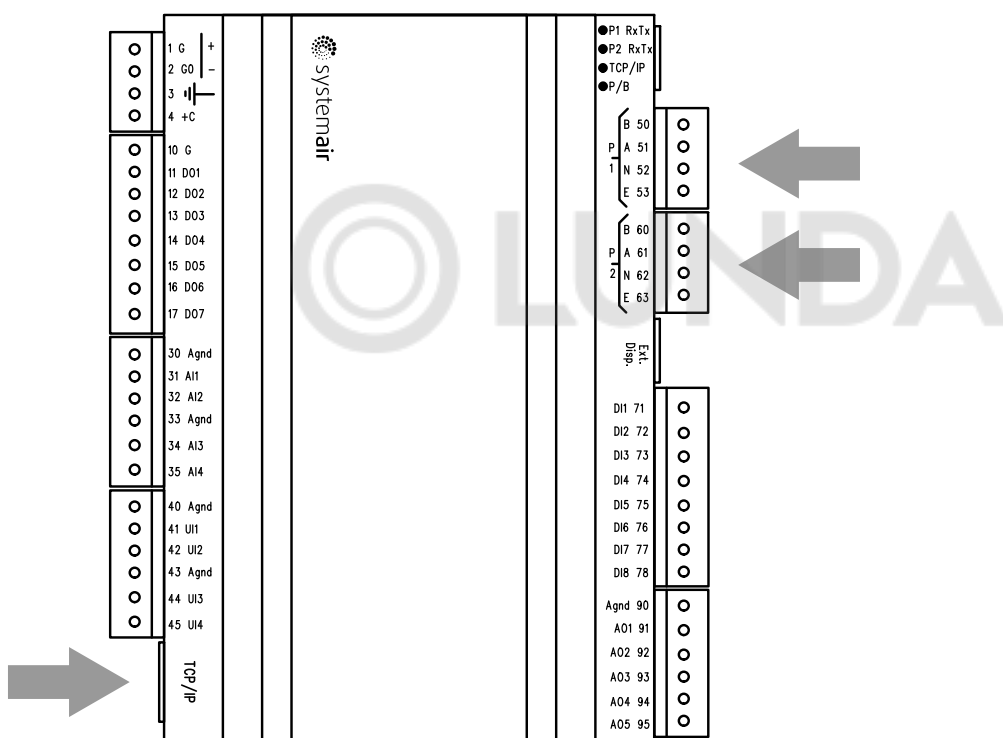 1 G +
2 G0 -
3
4 +C
10 G
11 DO1
12 DO2
13 DO3
14 DO4
15 DO5
16 DO6
17 DO7
30 Agnd
31 AI1
32 AI2
33 Agnd
34 AI3
35 AI4
40 Agnd
41 UI1
42 UI2
43 Agnd
44 UI3
45 UI4
TCP/IP
systemair
LUNDA
P1 RxTx
P2 RxTx
TCP/IP
P/B
P1
B 50
A 51
N 52
E 53
P2
B 60
A 61
N 62
E 63
Ext.
Disp.
DI1 71
DI2 72
DI3 73
DI4 74
DI5 75
DI6 76
DI7 77
DI8 78
Agnd 90
AO1 91
AO2 92
AO3 93
AO4 94
AO5 95